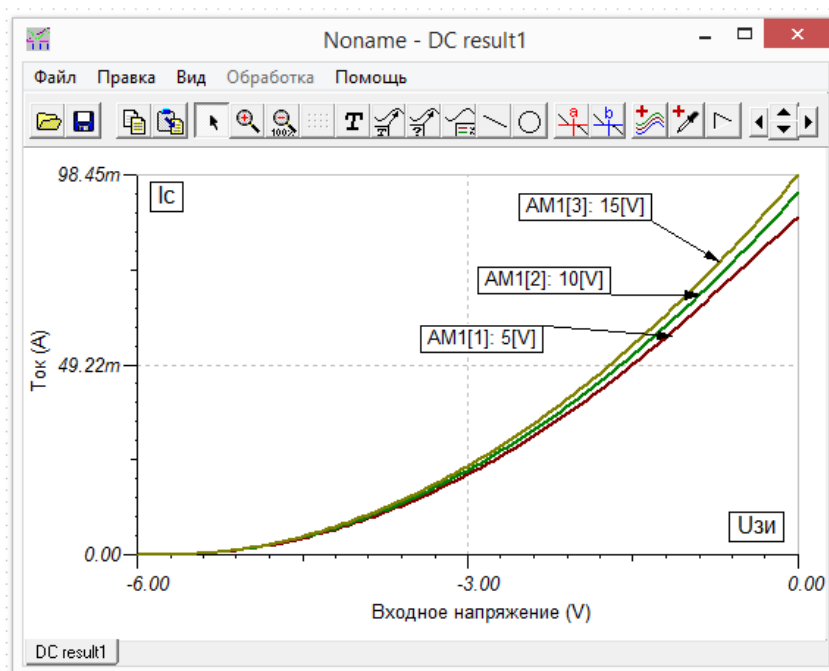 Noname - DC result1
Файл Правка Вид Обработка Помощь
100%
T
a
b
98.45m
Ic
AM1[3]: 15[V]
AM1[2]: 10[V]
AM1[1]: 5[V]
Ток (A)
49.22m
Uзи
0.00
-6.00
-3.00
0.00
Входное напряжение (V)
DC result1